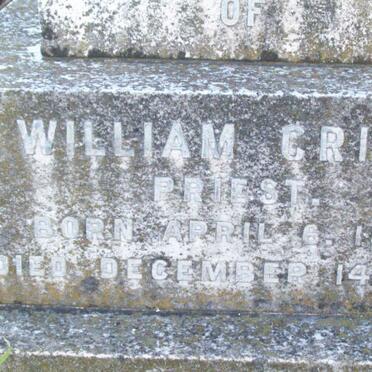 OF
WILLIAM CRI
PRIEST.
BORN APRIL 6. 1
DIED. DECEMBER 14